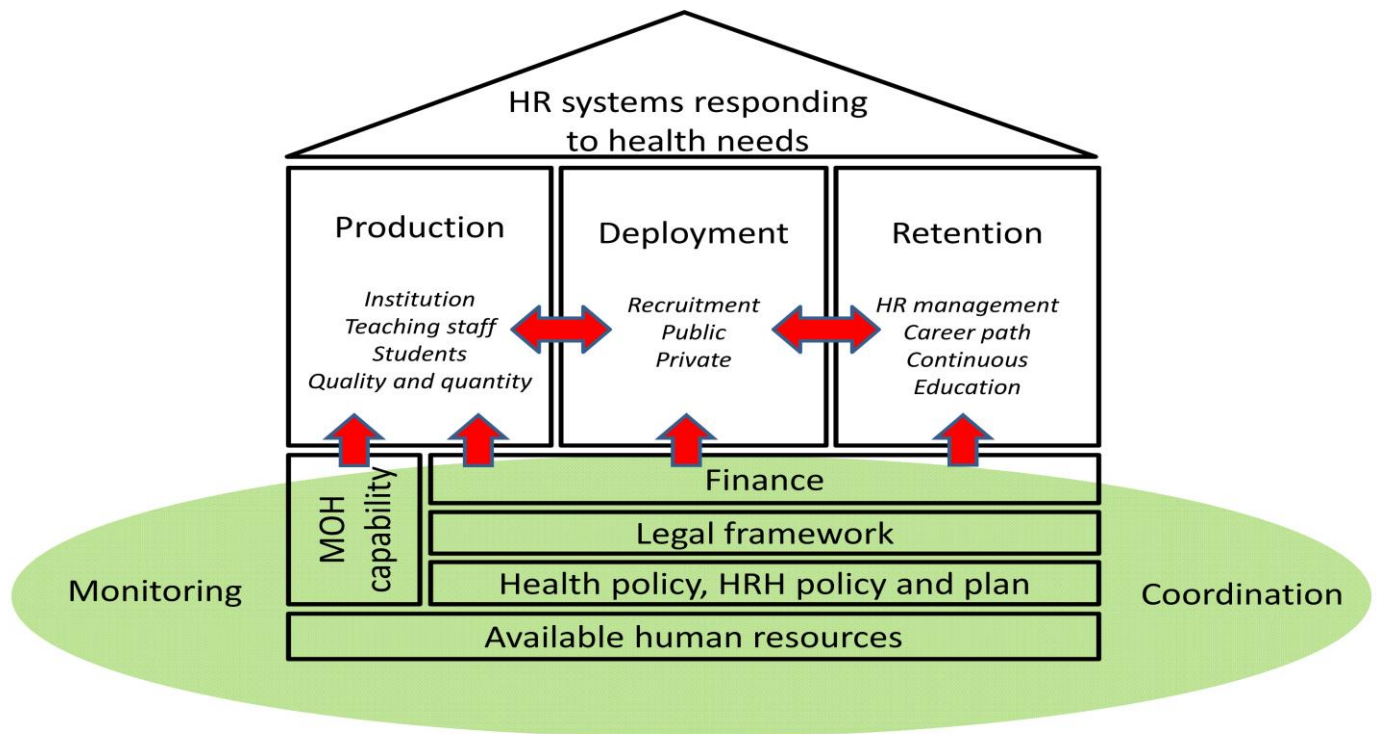 HR systems responding
to health needs
Production
Institution
Teaching staff
Students
Quality and quantity
Deployment
Recruitment
Public
Private
Retention
HR management
Career path
Continuous
Education
MOH
capability
Finance
Legal framework
Health policy, HRH policy and plan
Available human resources
Monitoring
Coordination